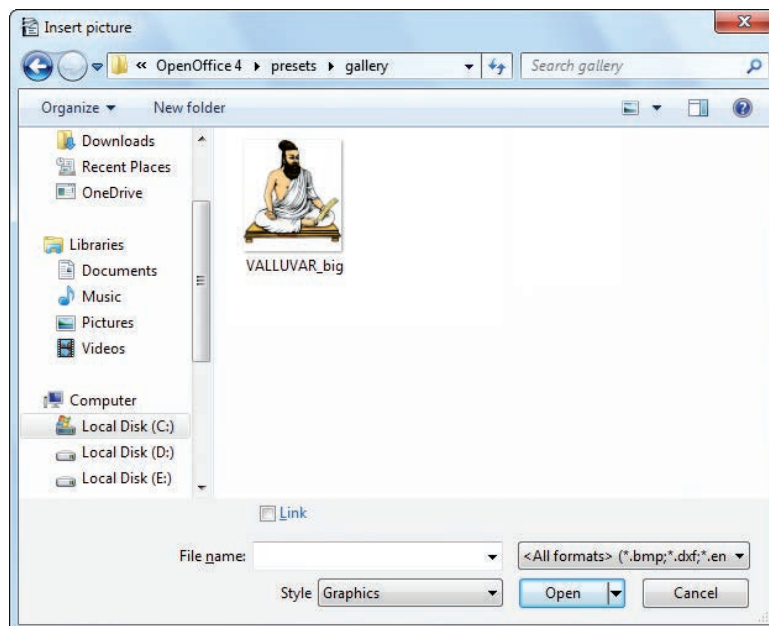 Insert picture
« OpenOffice 4 presets gallery Search gallery
Organize New folder
Downloads
Recent Places
OneDrive
Libraries
Documents
Music
Pictures
Videos
Computer
Local Disk (C:)
Local Disk (D:)
Local Disk (E:)
VALLUVAR_big
Link
File name: <All formats> (*.bmp;*.dxf;*.en
Style Graphics Open Cancel